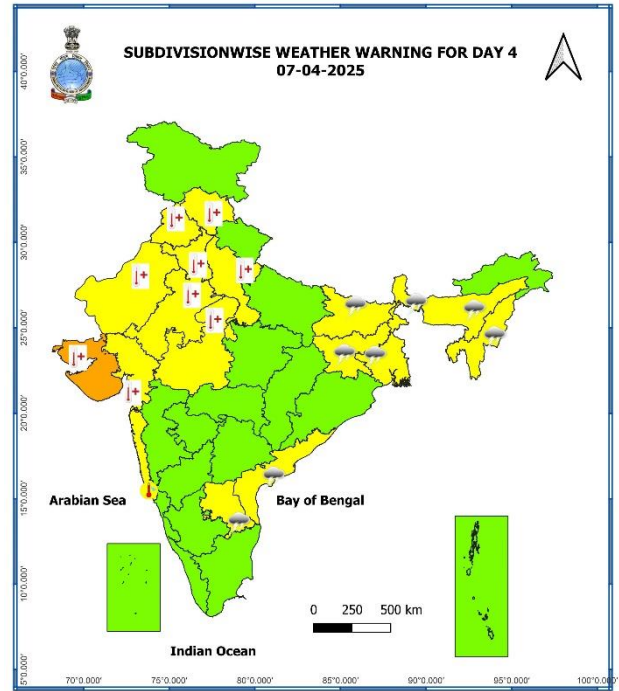 SUBDIVISIONWISE WEATHER WARNING FOR DAY 4
07-04-2025
40°0.000'
35°0.000'
30°0.000'
25°0.000'
20°0.000'
15°0.000'
10°0.000'
5°0.000'
Arabian Sea
Bay of Bengal
0 250 500 km
Indian Ocean
70°0.000' 75°0.000' 80°0.000' 85°0.000' 90°0.000' 95°0.000' 100°0.000'